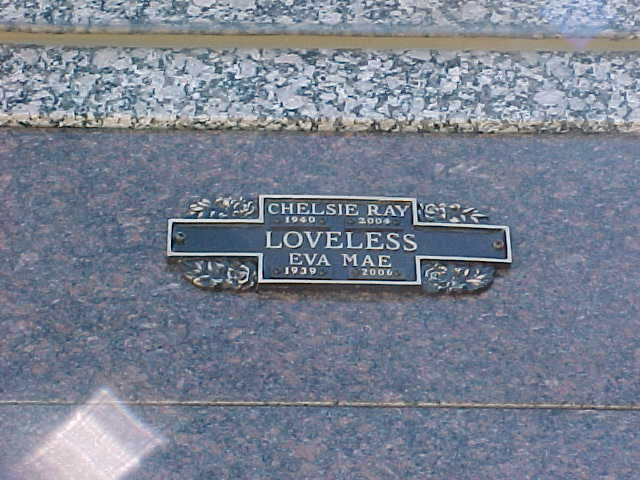 CHELSIE RAY
1940 2004
LOVELESS
EVA MAE
1939 2006